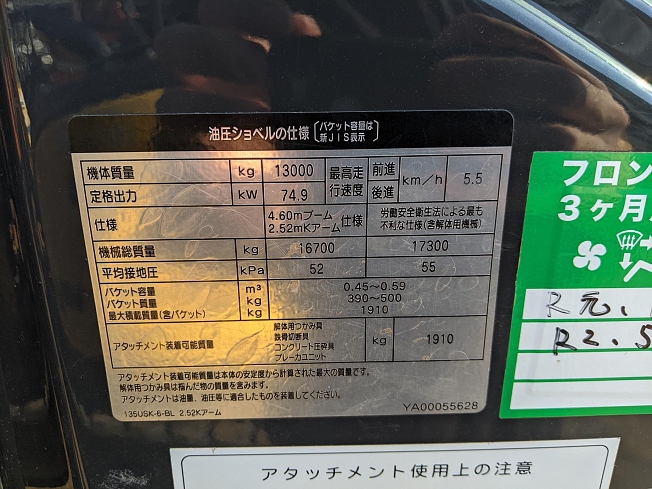 油圧ショベルの仕様〔バケット容量は新JIS表示〕
機体質量 kg 13000 最高走行速度 前進 後進 km/h 5.5
定格出力 kW 74.9
仕様 4.60mブーム 2.52mKアーム 仕様 労働安全衛生法による最も不利な仕様(含解体用機械)
機械総質量 kg 16700 17300
平均接地圧 kPa 52 55
バケット容量 m³ 0.45～0.59
バケット質量 kg 390～500
最大積載質量(含バケット) kg 1910
アタッチメント装着可能質量 解体用つかみ具 鉄骨切断具 コンクリート圧砕具 ブレーカユニット kg 1910
アタッチメント装着可能質量は本体の安定度から計算された最大の質量です。
解体用つかみ具は掴んだ物の質量を含みます。
アタッチメントは油量、油圧等に適合したものを装着してください。
135USK-6-BL 2.52Kアーム YA00055628
フロン
3ケ月
R元、
R2.5
アタッチメント使用上の注意